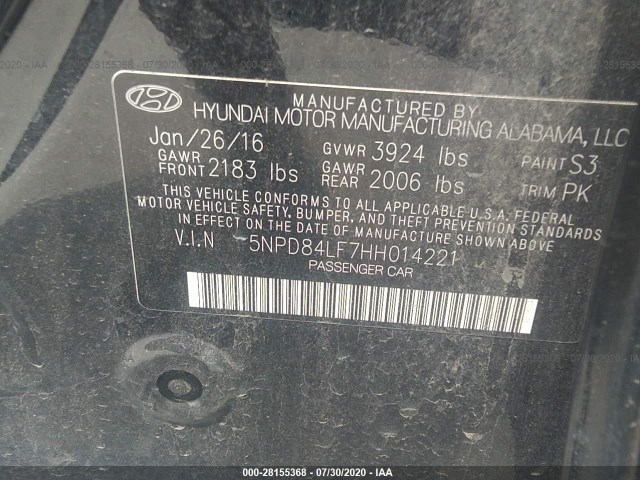 MANUFACTURED BY
HYUNDAI MOTOR MANUFACTURING ALABAMA, LLC
Jan/26/16 GVWR 3924 lbs PAINT S3
GAWR FRONT 2183 lbs GAWR REAR 2006 lbs TRIM PK
THIS VEHICLE CONFORMS TO ALL APPLICABLE U.S.A. FEDERAL
MOTOR VEHICLE SAFETY, BUMPER, AND THEFT PREVENTION STANDARDS
IN EFFECT ON THE DATE OF MANUFACTURE SHOWN ABOVE
V.I.N 5NPD84LF7HH014221
PASSENGER CAR
000-28155368 - 07/30/2020 - IAA